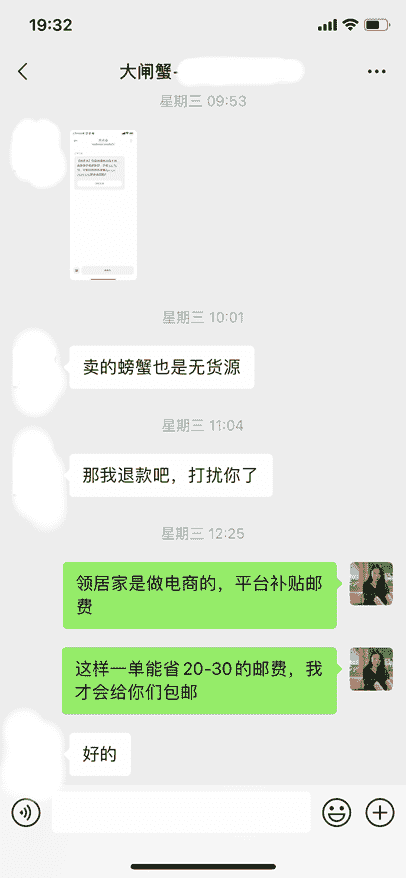 19:32
大闸蟹-
星期三 09:53
星期三 10:01
卖的螃蟹也是无货源
星期三 11:04
那我退款吧，打扰你了
星期三 12:25
领居家是做电商的，平台补贴邮
费
这样一单能省20-30的邮费，我
才会给你们包邮
好的